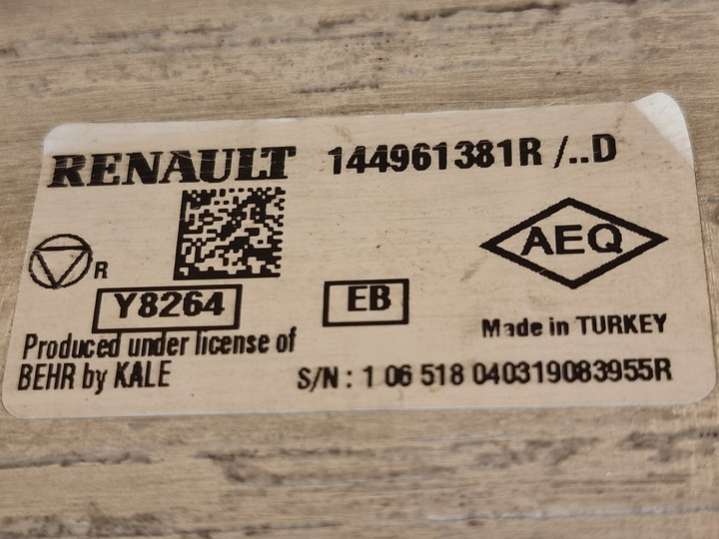 RENAULT 144961381R /..D
AEQ
R
Y8264
EB
Made in TURKEY
Produced under license of
BEHR by KALE
S/N : 1 06 518 040319083955R